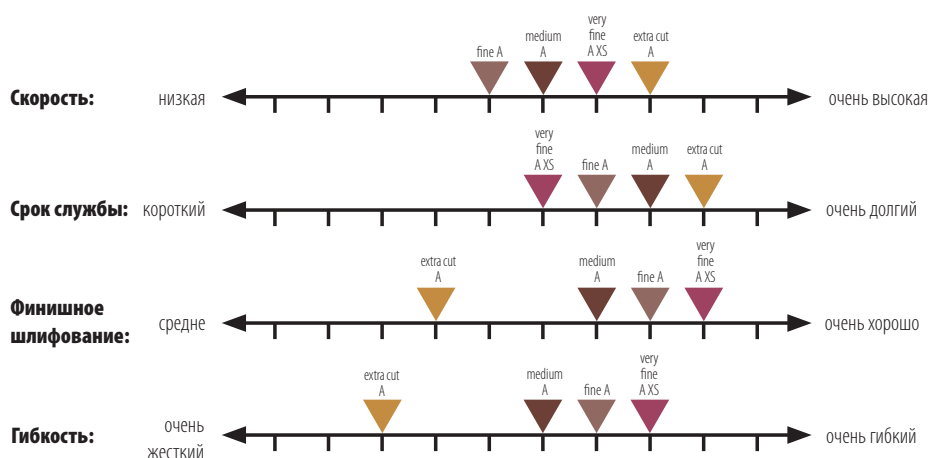 very
fine
A XS
fine A
medium
A
extra cut
A
Скорость:
низкая
очень высокая
very
fine
A XS
fine A
medium
A
extra cut
A
Срок службы:
короткий
очень долгий
extra cut
A
medium
A
fine A
very
fine
A XS
Финишное
шлифование:
средне
очень хорошо
extra cut
A
medium
A
fine A
very
fine
A XS
Гибкость:
очень
жесткий
очень гибкий